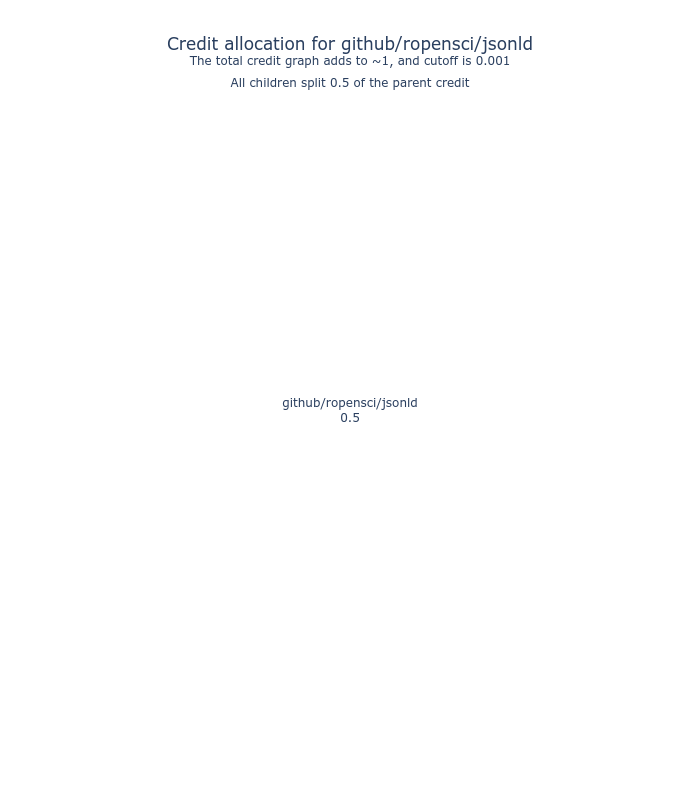 Credit allocation for github/ropensci/jsonld
The total credit graph adds to ~1, and cutoff is 0.001
All children split 0.5 of the parent credit
github/ropensci/jsonld
0.5